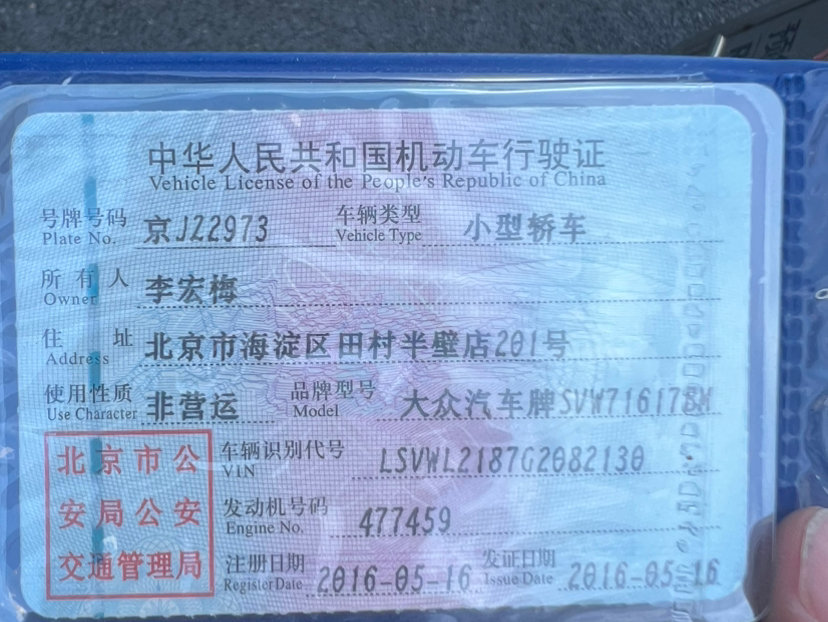 中华人民共和国机动车行驶证
Vehicle License of the People's Republic of China
号牌号码 京JZ2973 车辆类型 小型轿车
Plate No. Vehicle Type
所有人 李宏梅
Owner
住址 北京市海淀区田村半壁店201号
Address
使用性质 非营运 品牌型号 大众汽车牌SVW71617BM
Use Character Model
北京市公安局公安交通管理局
车辆识别代号 LSVWL2187G2082130
VIN
发动机号码 477459
Engine No.
注册日期 2016-05-16 发证日期 2016-05-16
Register Date Issue Date